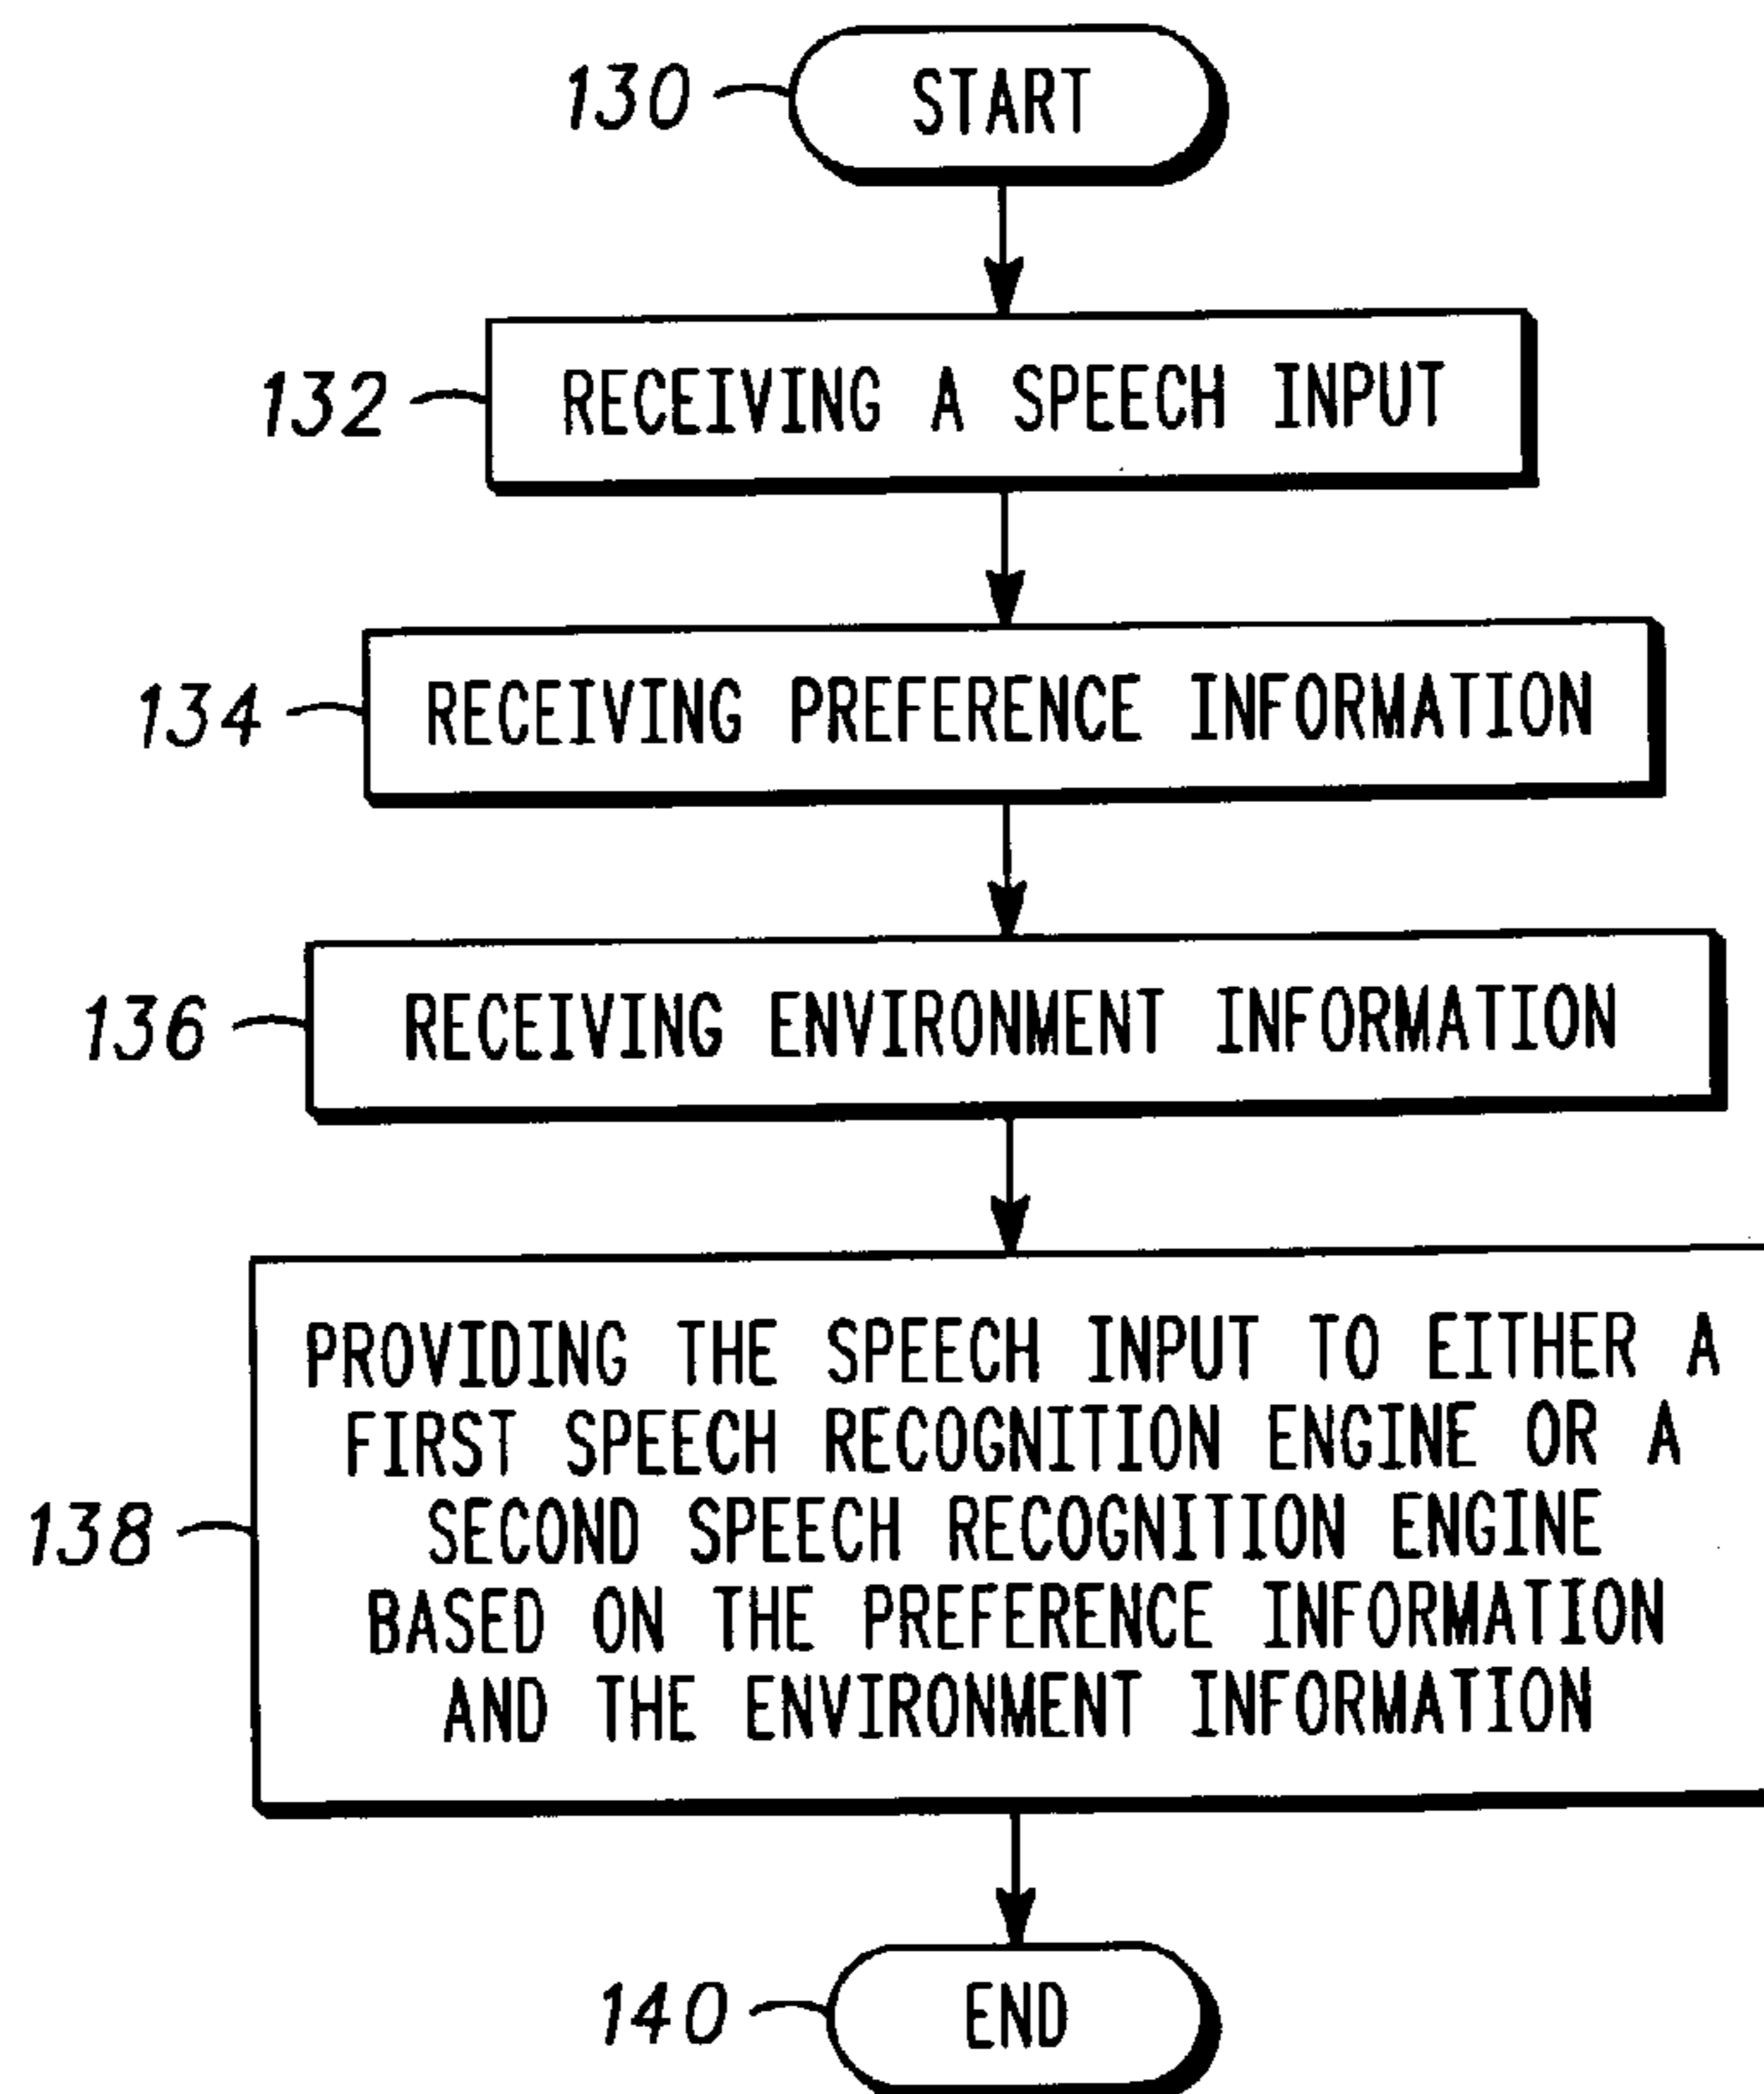 130 START
132 RECEIVING A SPEECH INPUT
134 RECEIVING PREFERENCE INFORMATION
136 RECEIVING ENVIRONMENT INFORMATION
PROVIDING THE SPEECH INPUT TO EITHER A
FIRST SPEECH RECOGNITION ENGINE OR A
138 SECOND SPEECH RECOGNITION ENGINE
BASED ON THE PREFERENCE INFORMATION
AND THE ENVIRONMENT INFORMATION
140 END